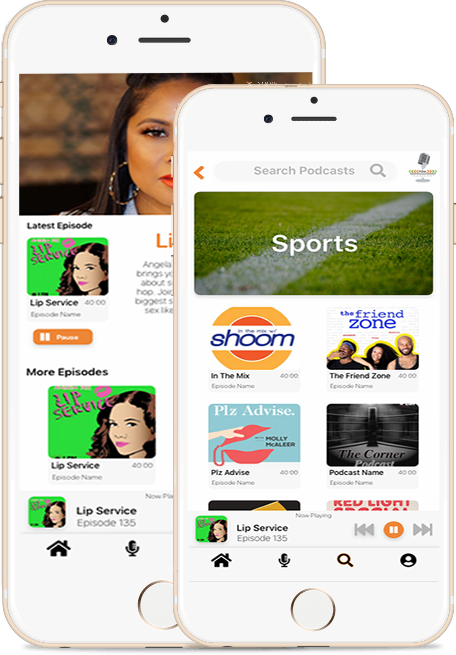 Latest Episode
LIP
SERVICE
Lip Service 40:00
Episode Name
Li
Angela
brings yo
about s
hop. Joi
biggest s
sex like
Pause
More Episodes
LIP
SERVICE
Lip Service 40:00
Episode Name
Now Pla
Lip Service
Episode 135
Search Podcasts
Sports
in the mix w/
shoom
In The Mix 40:00
Episode Name
the friend
zone
The Friend Zone 40:00
Episode Name
Plz Advise.
WITH
MOLLY
McALEER
Plz Advise 40:00
Episode Name
The Corner
Podcast
Podcast Name 40:00
Episode Name
RED LIGHT
SPECIAL
Now Playing
Lip Service
Episode 135